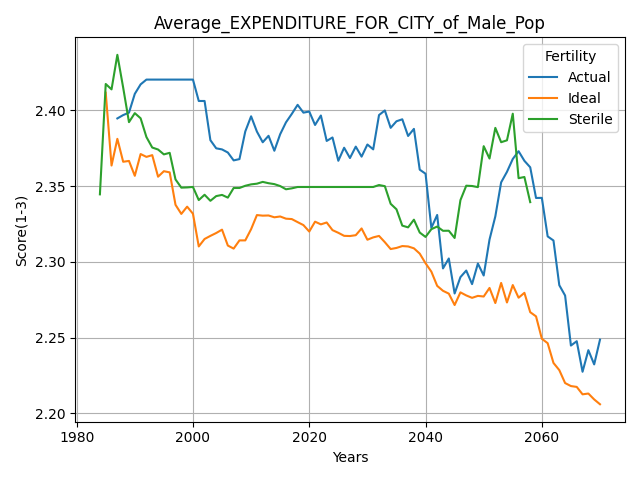 Average_EXPENDITURE_FOR_CITY_of_Male_Pop
Fertility
Actual
Ideal
Sterile
2.40
2.35
2.30
2.25
2.20
Score(1-3)
1980
2000
2020
2040
2060
Years